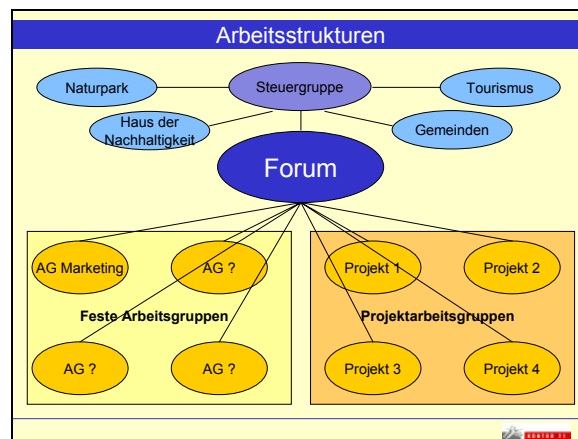 Arbeitsstrukturen
Naturpark
Steuergruppe
Tourismus
Haus der
Nachhaltigkeit
Gemeinden
Forum
AG Marketing
AG ?
Projekt 1
Projekt 2
Feste Arbeitsgruppen
Projektarbeitsgruppen
AG ?
AG ?
Projekt 3
Projekt 4